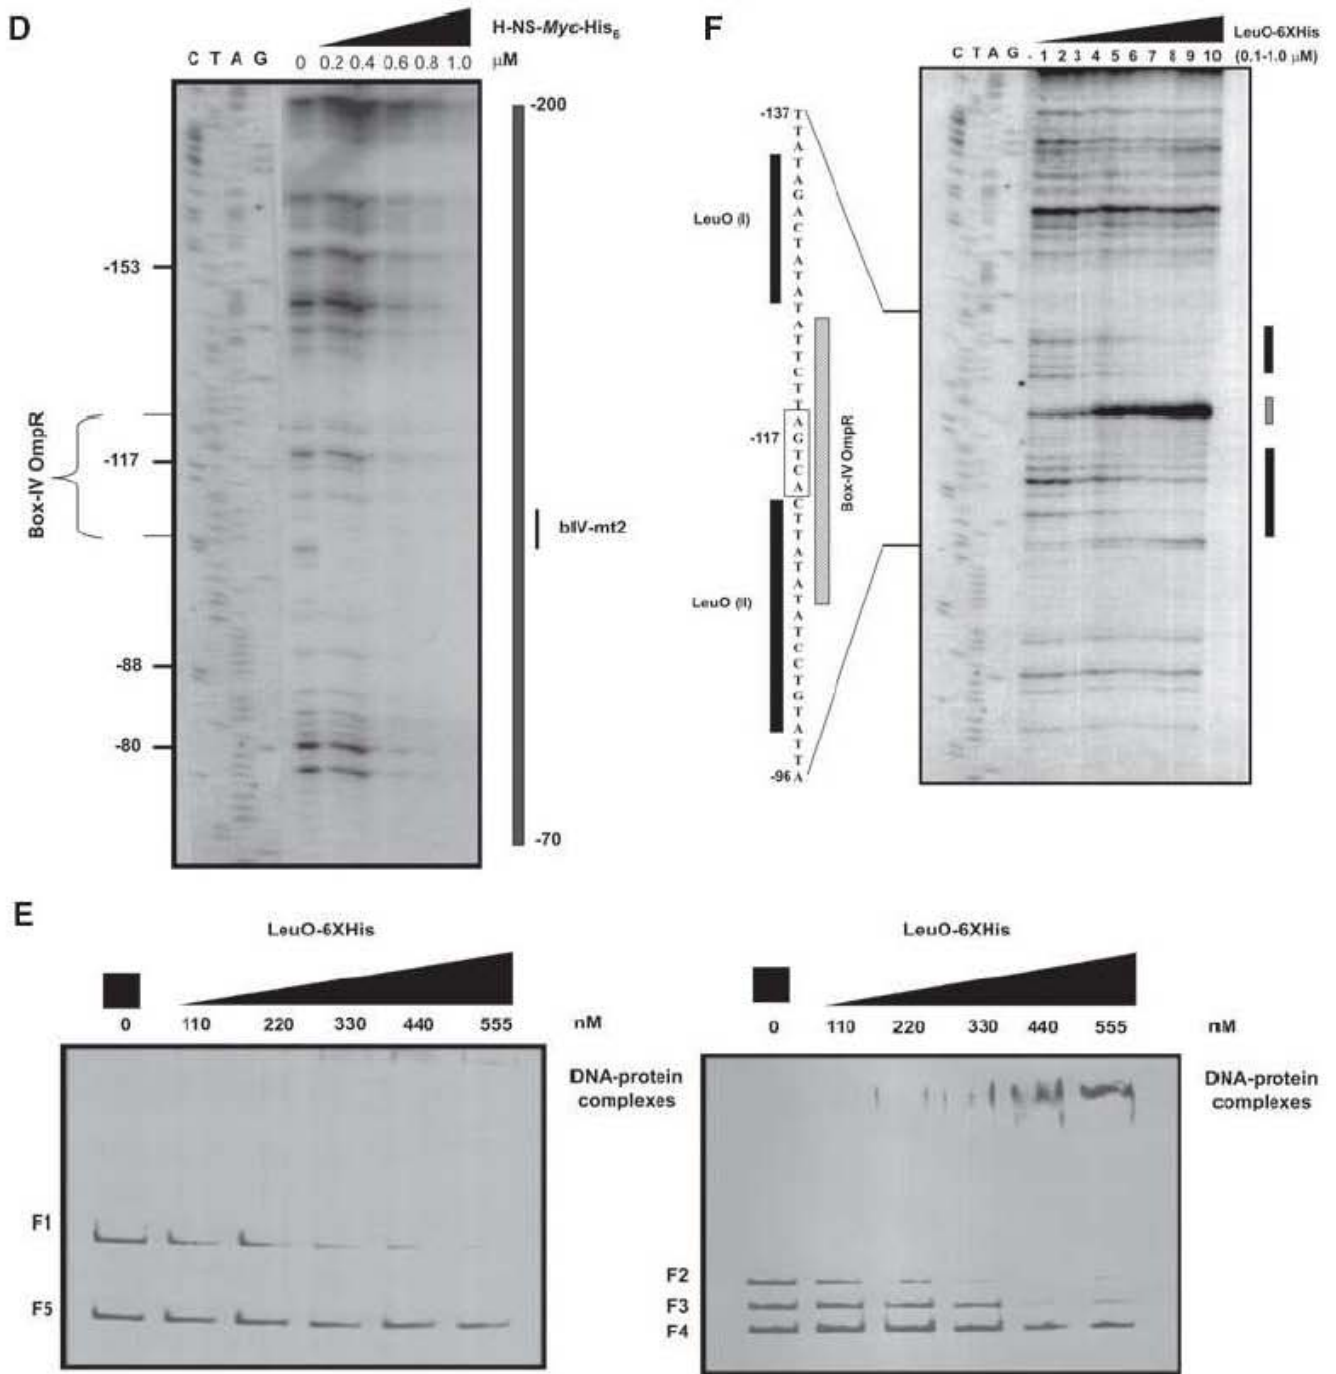 D
H-NS-Myc-His6
C T A G 0 0.2 0.4 0.6 0.8 1.0 μM
-200
-153
Box-IV OmpR
-117
bIV-mt2
-88
-80
-70
F
LeuO-6XHis
C T A G - 1 2 3 4 5 6 7 8 9 10 (0.1-1.0 μM)
-137 T
T
A
T
A
G
A
C
T
A
T
A
T
A
T
T
C
T
T
A
G
T
C
A
C
T
T
A
T
A
T
A
T
C
C
T
G
T
A
T
T
-96 A
LeuO (I)
-117
Box-IV OmpR
LeuO (II)
E
LeuO-6XHis
0 110 220 330 440 555 nM
DNA-protein
complexes
F1
F5
LeuO-6XHis
0 110 220 330 440 555 nM
DNA-protein
complexes
F2
F3
F4